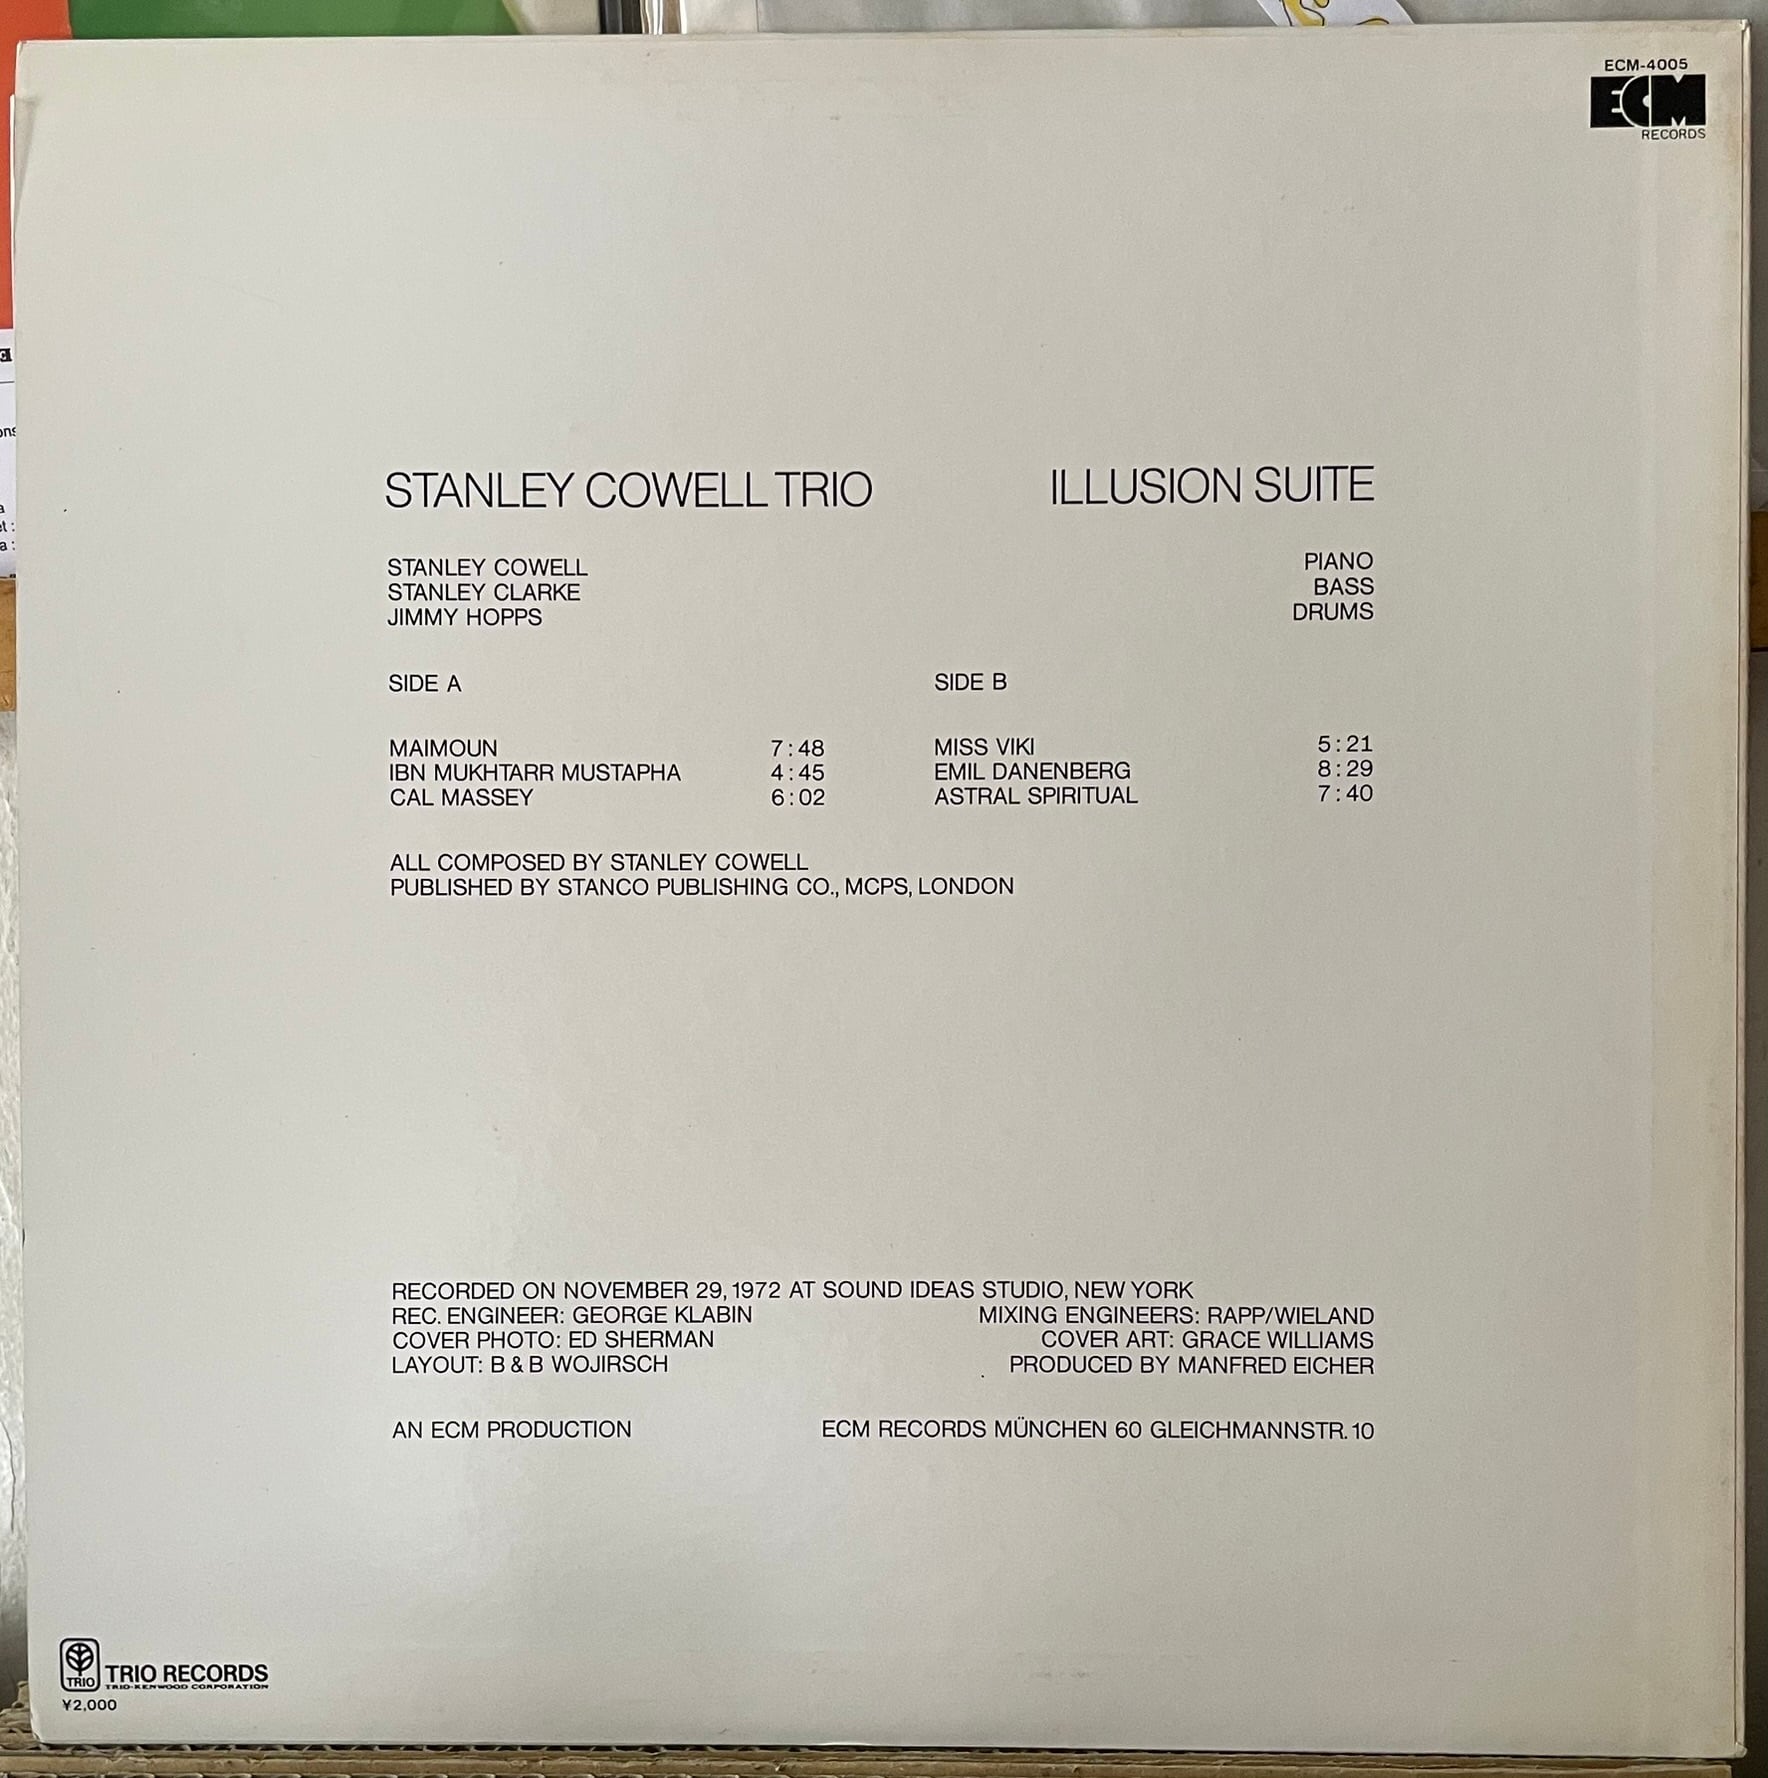 ECM-4005
ECM
RECORDS
STANLEY COWELL TRIO ILLUSION SUITE
STANLEY COWELL PIANO
STANLEY CLARKE BASS
JIMMY HOPPS DRUMS
SIDE A SIDE B
MAIMOUN 7:48 MISS VIKI 5:21
IBN MUKHTARR MUSTAPHA 4:45 EMIL DANENBERG 8:29
CAL MASSEY 6:02 ASTRAL SPIRITUAL 7:40
ALL COMPOSED BY STANLEY COWELL
PUBLISHED BY STANCO PUBLISHING CO., MCPS, LONDON
RECORDED ON NOVEMBER 29, 1972 AT SOUND IDEAS STUDIO, NEW YORK
REC. ENGINEER: GEORGE KLABIN MIXING ENGINEERS: RAPP/WIELAND
COVER PHOTO: ED SHERMAN COVER ART: GRACE WILLIAMS
LAYOUT: B & B WOJIRSCH PRODUCED BY MANFRED EICHER
AN ECM PRODUCTION ECM RECORDS MÜNCHEN 60 GLEICHMANNSTR. 10
TRIO TRIO RECORDS
TRIO-KENWOOD CORPORATION
¥2,000